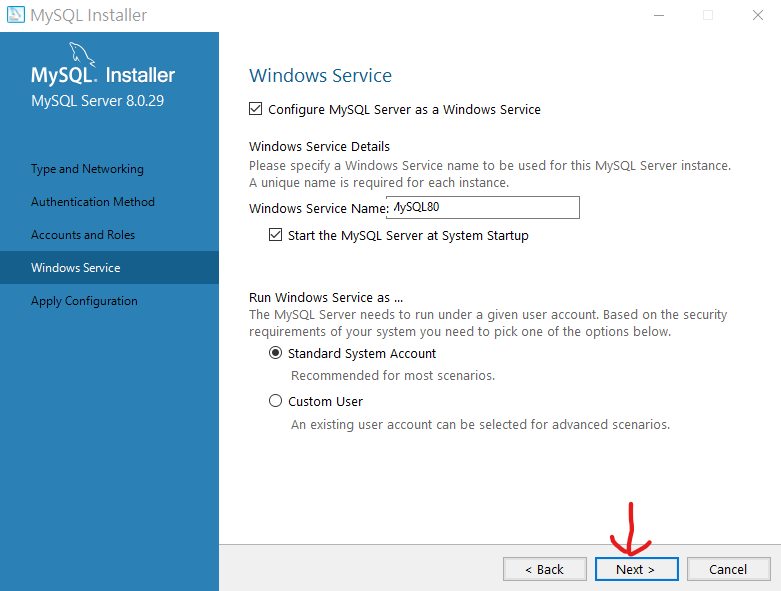 MySQL Installer
MySQL. Installer
MySQL Server 8.0.29
Type and Networking
Authentication Method
Accounts and Roles
Windows Service
Apply Configuration
Windows Service
Configure MySQL Server as a Windows Service
Windows Service Details
Please specify a Windows Service name to be used for this MySQL Server instance.
A unique name is required for each instance.
Windows Service Name: MySQL80
Start the MySQL Server at System Startup
Run Windows Service as ...
The MySQL Server needs to run under a given user account. Based on the security
requirements of your system you need to pick one of the options below.
Standard System Account
Recommended for most scenarios.
Custom User
An existing user account can be selected for advanced scenarios.
< Back
Next >
Cancel